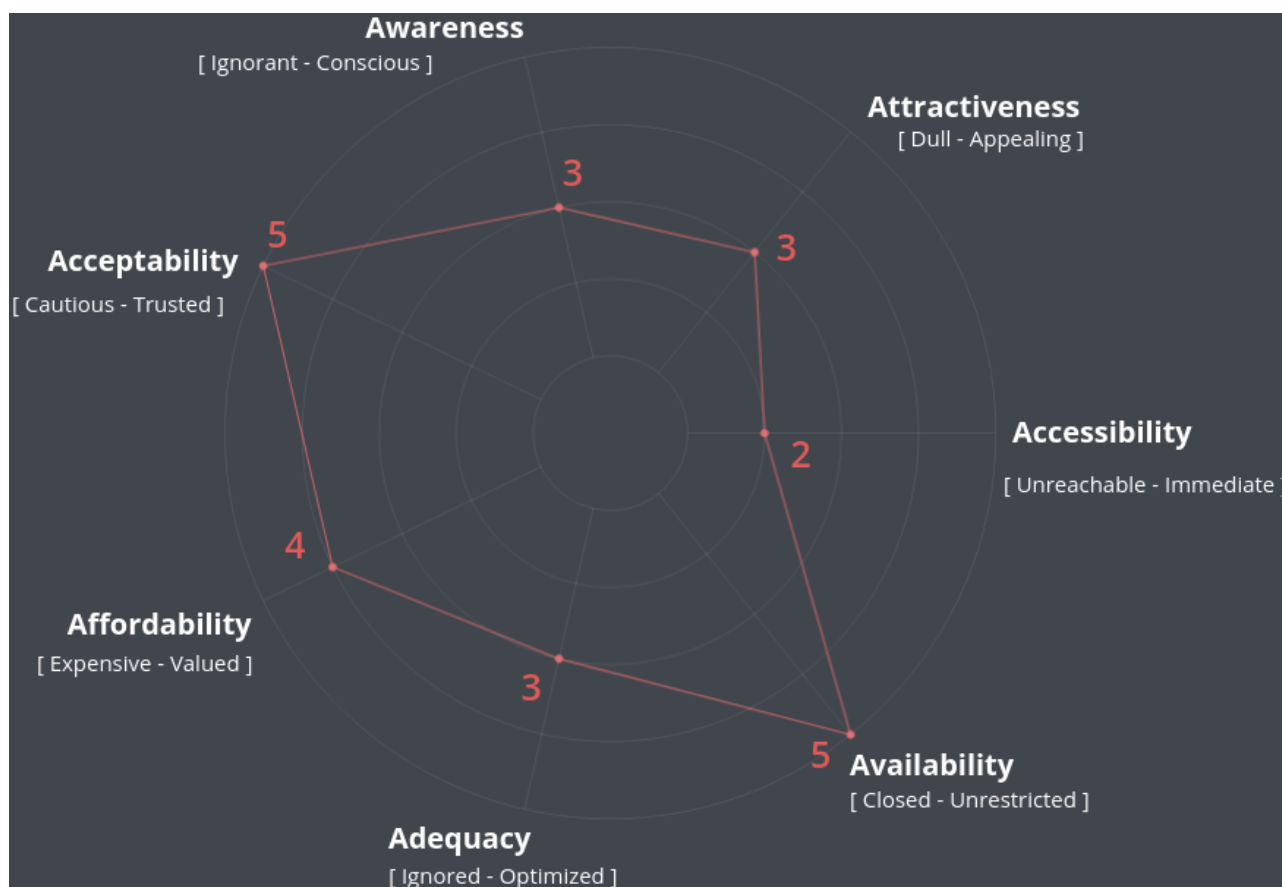 Awareness
[ Ignorant - Conscious ]
Attractiveness
[ Dull - Appealing ]
3
5
3
Acceptability
[ Cautious - Trusted ]
Accessibility
2
[ Unreachable - Immediate ]
4
Affordability
[ Expensive - Valued ]
3
5
Availability
[ Closed - Unrestricted ]
Adequacy
[ Ignored - Optimized ]